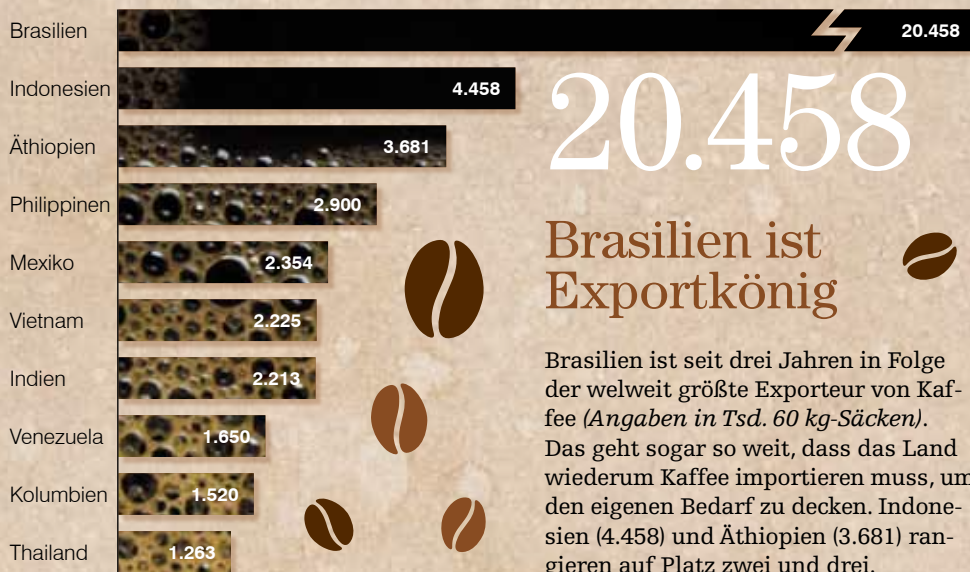 Brasilien 20.458
Indonesien 4.458
Äthiopien 3.681
Philippinen 2.900
Mexiko 2.354
Vietnam 2.225
Indien 2.213
Venezuela 1.650
Kolumbien 1.520
Thailand 1.263
20.458
Brasilien ist
Exportkönig
Brasilien ist seit drei Jahren in Folge
der welweit größte Exporteur von Kaf-
fee (Angaben in Tsd. 60 kg-Säcken).
Das geht sogar so weit, dass das Land
wiederum Kaffee importieren muss, um
den eigenen Bedarf zu decken. Indone-
sien (4.458) und Äthiopien (3.681) ran-
gieren auf Platz zwei und drei.